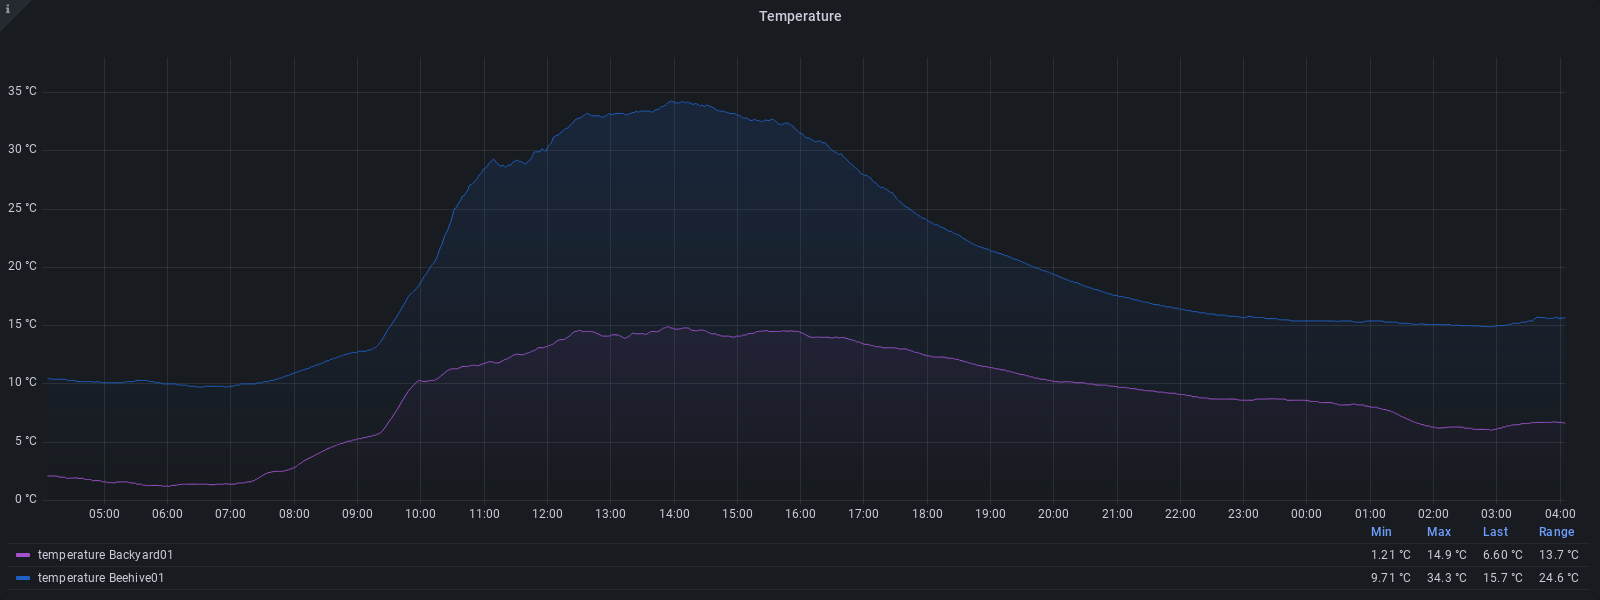 i
Temperature
35 °C
30 °C
25 °C
20 °C
15 °C
10 °C
5 °C
0 °C
05:00 06:00 07:00 08:00 09:00 10:00 11:00 12:00 13:00 14:00 15:00 16:00 17:00 18:00 19:00 20:00 21:00 22:00 23:00 00:00 01:00 02:00 03:00 04:00
Min Max Last Range
temperature Backyard01 1.21 °C 14.9 °C 6.60 °C 13.7 °C
temperature Beehive01 9.71 °C 34.3 °C 15.7 °C 24.6 °C